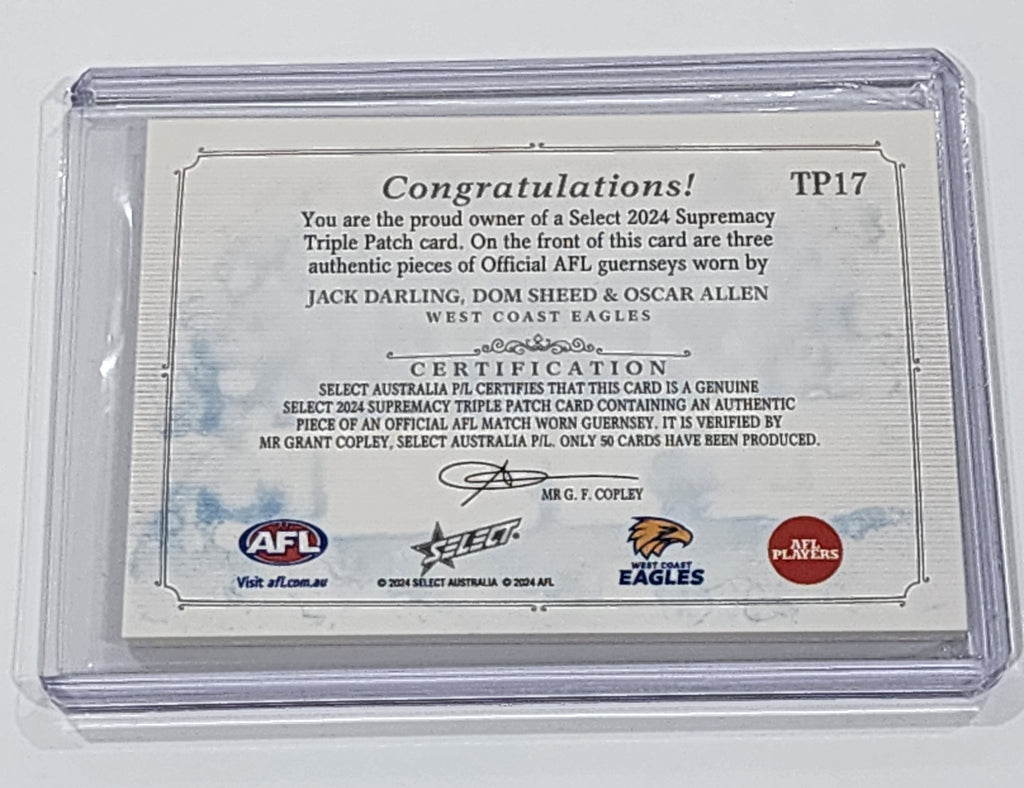 Congratulations!
TP17
You are the proud owner of a Select 2024 Supremacy
Triple Patch card. On the front of this card are three
authentic pieces of Official AFL guernseys worn by
JACK DARLING, DOM SHEED & OSCAR ALLEN
WEST COAST EAGLES
CERTIFICATION
SELECT AUSTRALIA P/L CERTIFIES THAT THIS CARD IS A GENUINE
SELECT 2024 SUPREMACY TRIPLE PATCH CARD CONTAINING AN AUTHENTIC
PIECE OF AN OFFICIAL AFL MATCH WORN GUERNSEY. IT IS VERIFIED BY
MR GRANT COPLEY, SELECT AUSTRALIA P/L. ONLY 50 CARDS HAVE BEEN PRODUCED.
MR G. F. COPLEY
AFL
Visit afl.com.au
SELECT
© 2024 SELECT AUSTRALIA © 2024 AFL
WEST COAST
EAGLES
AFL
PLAYERS